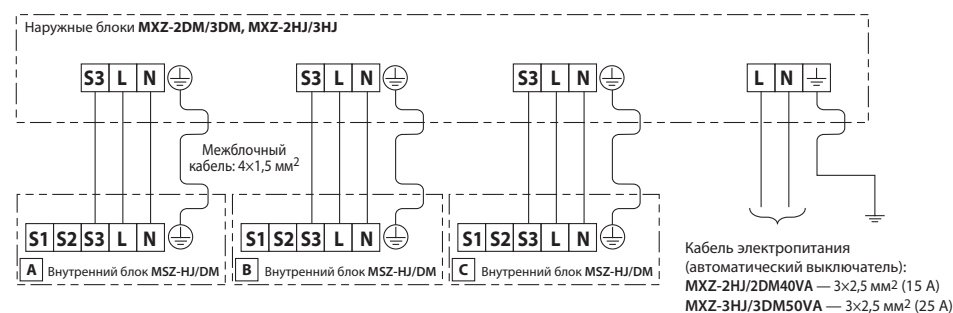 Наружные блоки MXZ-2DM/3DM, MXZ-2HJ/3HJ
S3 L N
S3 L N
S3 L N
L N
Межблочный
кабель: 4×1,5 мм²
S1 S2 S3 L N
A Внутренний блок MSZ-HJ/DM
S1 S2 S3 L N
B Внутренний блок MSZ-HJ/DM
S1 S2 S3 L N
C Внутренний блок MSZ-HJ/DM
Кабель электропитания
(автоматический выключатель):
MXZ-2HJ/2DM40VA — 3×2,5 мм² (15 А)
MXZ-3HJ/3DM50VA — 3×2,5 мм² (25 А)